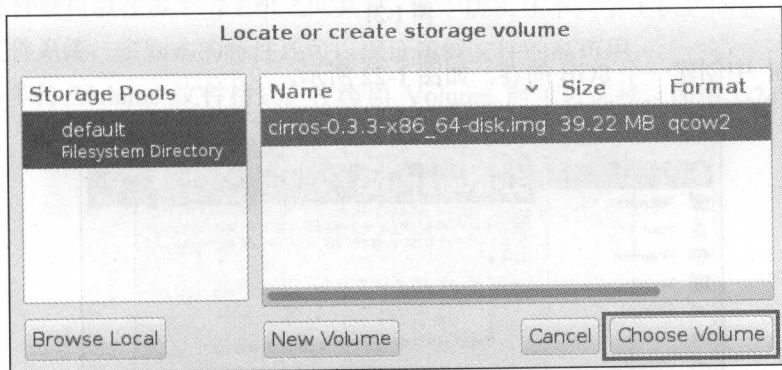 Locate or create storage volume
Storage Pools
default
Filesystem Directory
Name Size Format
cirros-0.3.3-x86_64-disk.img 39.22 MB qcow2
Browse Local
New Volume
Cancel
Choose Volume